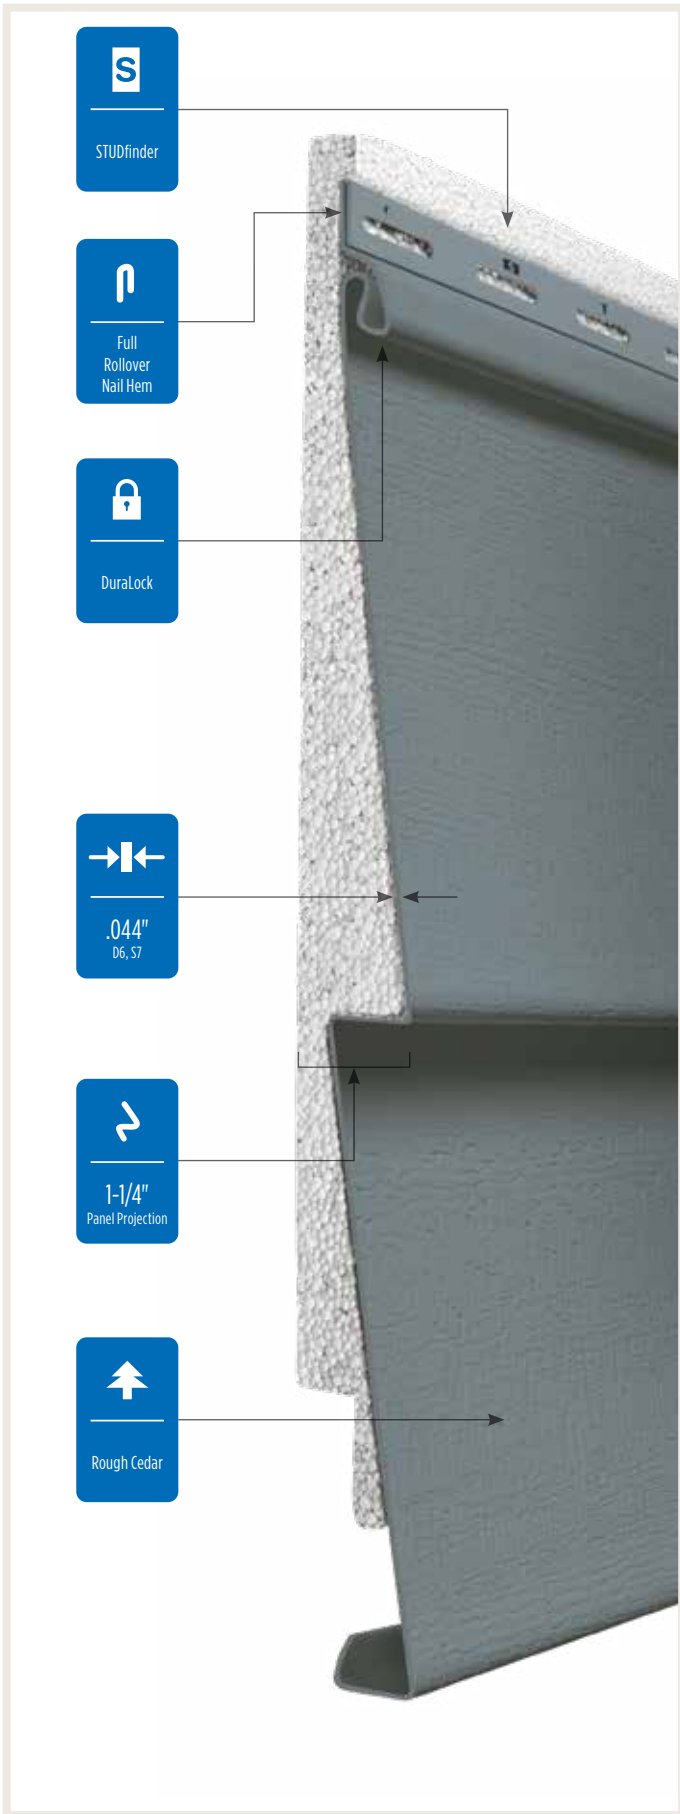 S
STUDfinder
Full
Rollover
Nail Hem
DuraLock
.044"
D6, S7
1-1/4"
Panel Projection
Rough Cedar